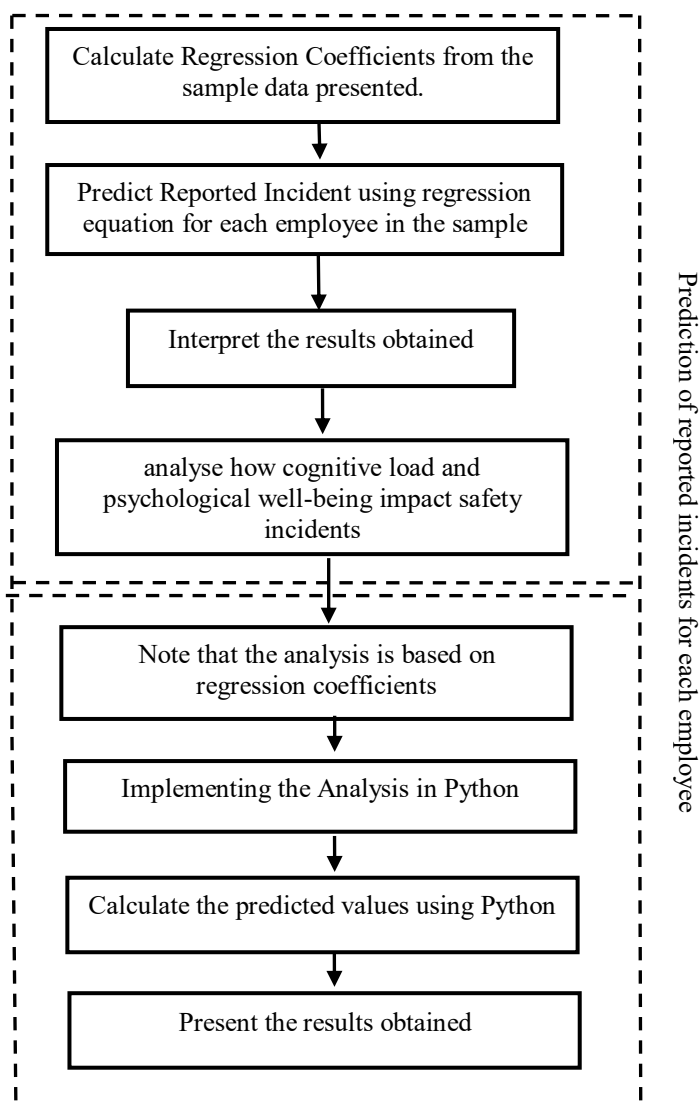 Calculate Regression Coefficients from the
sample data presented.
Predict Reported Incident using regression
equation for each employee in the sample
Interpret the results obtained
analyse how cognitive load and
psychological well-being impact safety
incidents
Note that the analysis is based on
regression coefficients
Implementing the Analysis in Python
Calculate the predicted values using Python
Present the results obtained
Prediction of reported incidents for each employee